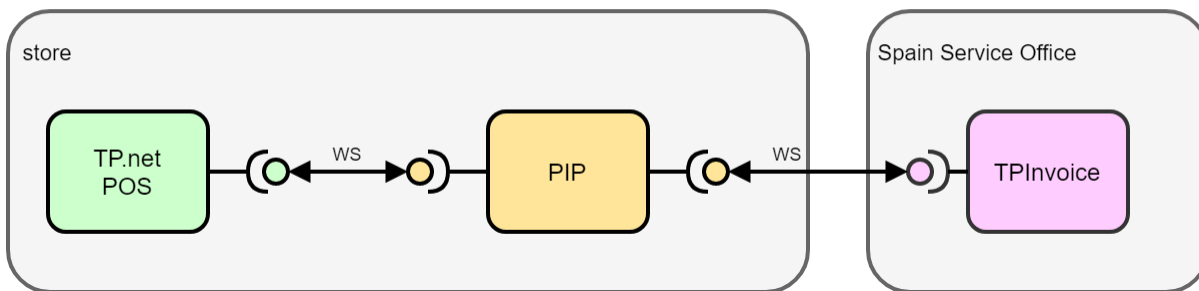 store
Spain Service Office
TP.net
POS
WS
PIP
WS
TPInvoice